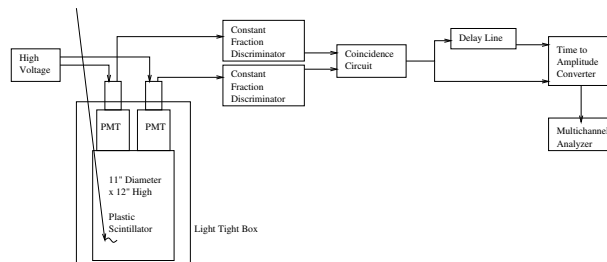 High
Voltage
Constant
Fraction
Discriminator
Constant
Fraction
Discriminator
Coincidence
Circuit
Delay Line
Time to
Amplitude
Converter
Multichannel
Analyzer
PMT
PMT
11" Diameter
x 12" High
Plastic
Scintillator
Light Tight Box